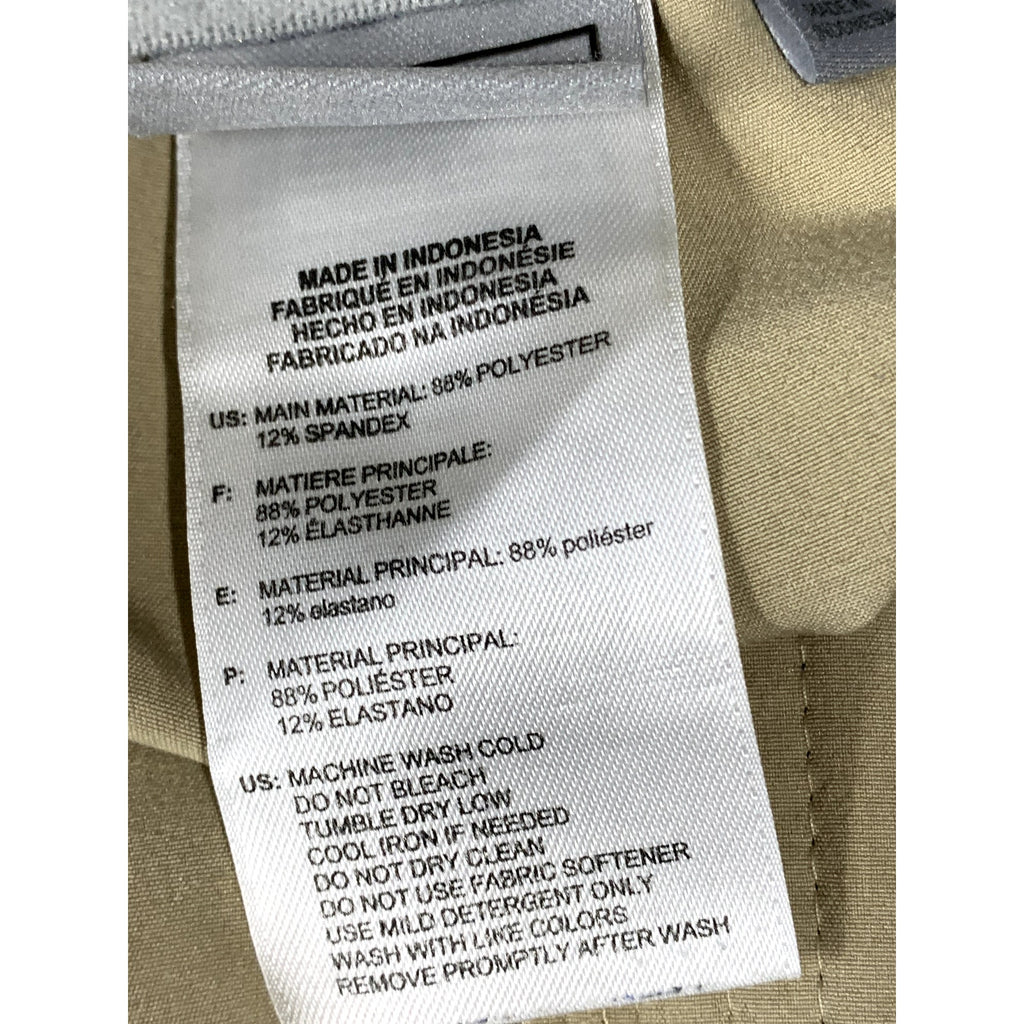 MADE IN
INDONESIA
MADE IN INDONESIA
FABRIQUÉ EN INDONÉSIE
HECHO EN INDONESIA
FABRICADO NA INDONÉSIA
US: MAIN MATERIAL: 88% POLYESTER
12% SPANDEX
F: MATIERE PRINCIPALE:
88% POLYESTER
12% ÉLASTHANNE
E: MATERIAL PRINCIPAL: 88% poliéster
12% elastano
P: MATERIAL PRINCIPAL:
88% POLIÉSTER
12% ELASTANO
US: MACHINE WASH COLD
DO NOT BLEACH
TUMBLE DRY LOW
COOL IRON IF NEEDED
DO NOT DRY CLEAN
DO NOT USE FABRIC SOFTENER
USE MILD DETERGENT ONLY
WASH WITH LIKE COLORS
REMOVE PROMPTLY AFTER WASH